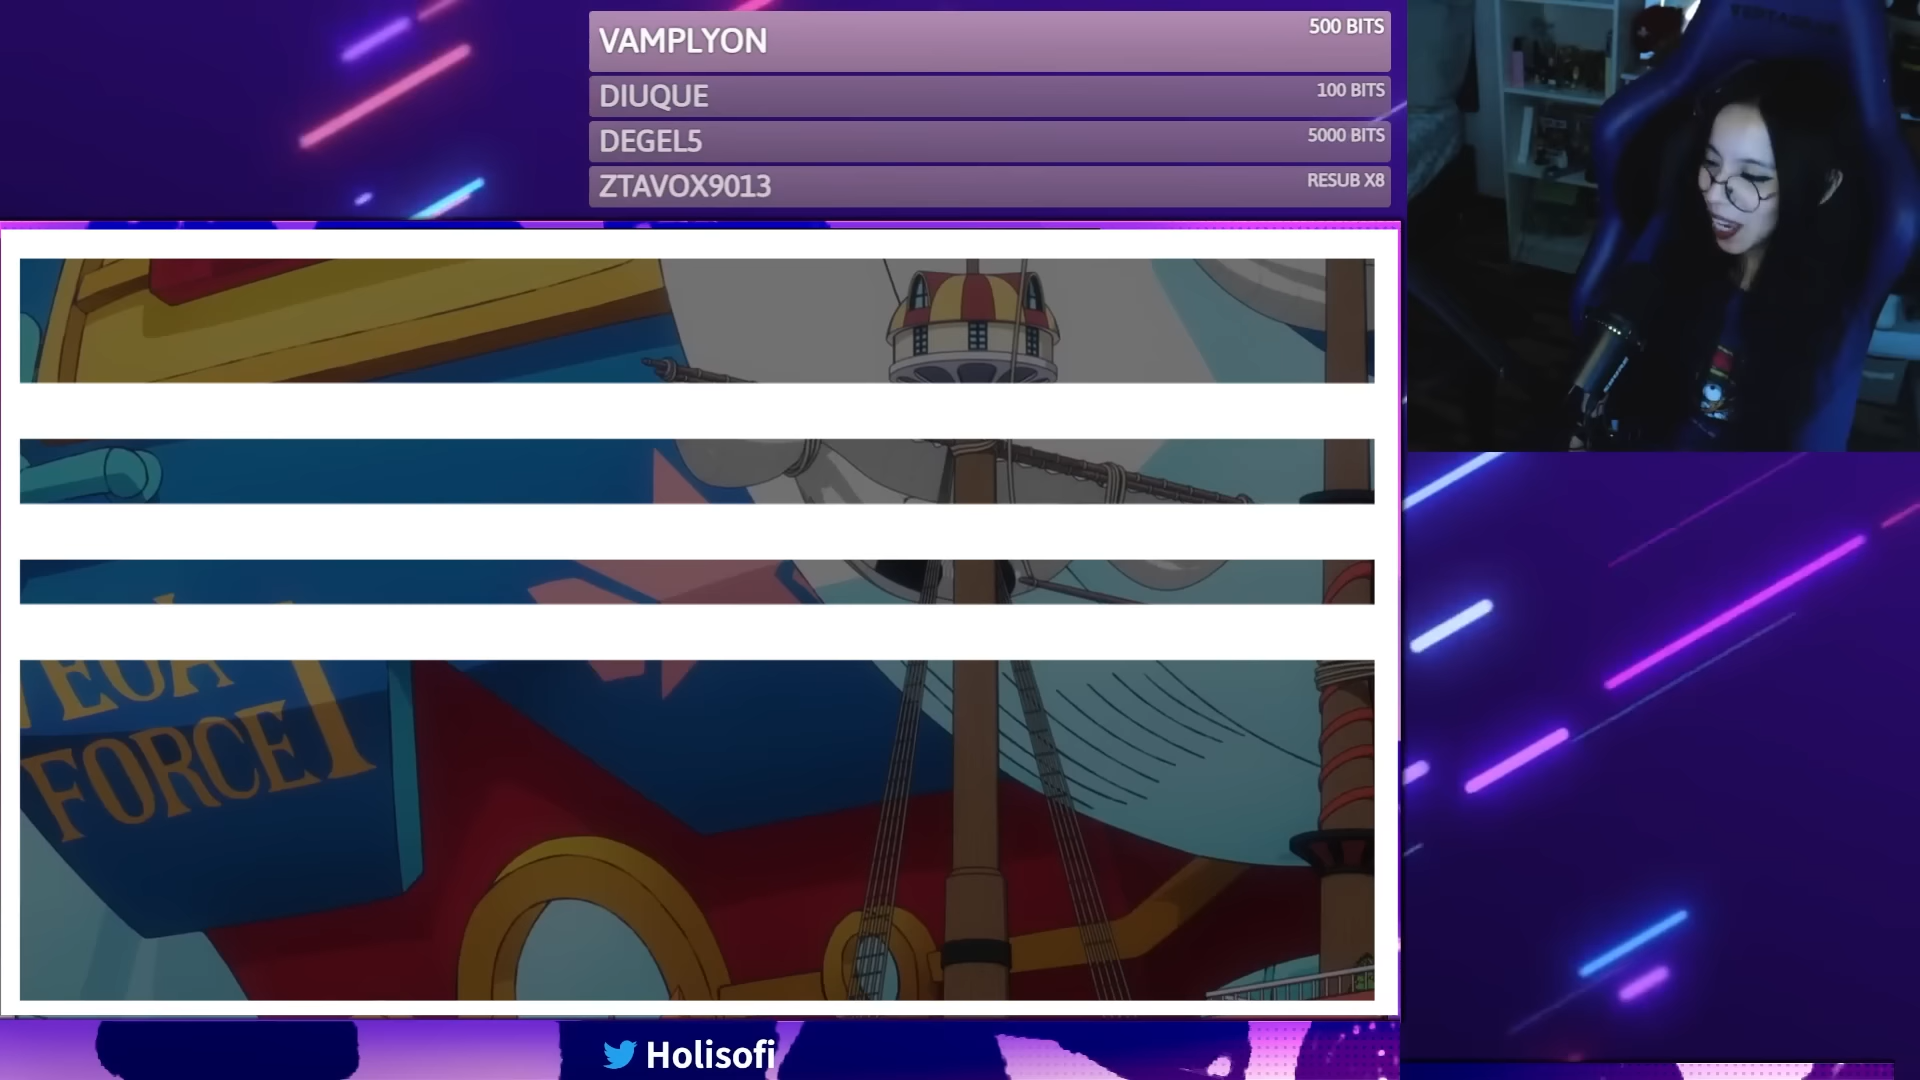 VAMPLYON 500 BITS
DIUQUE 100 BITS
DEGEL5 5000 BITS
ZTAVOX9013 RESUB X8
FORCE
Holisofi